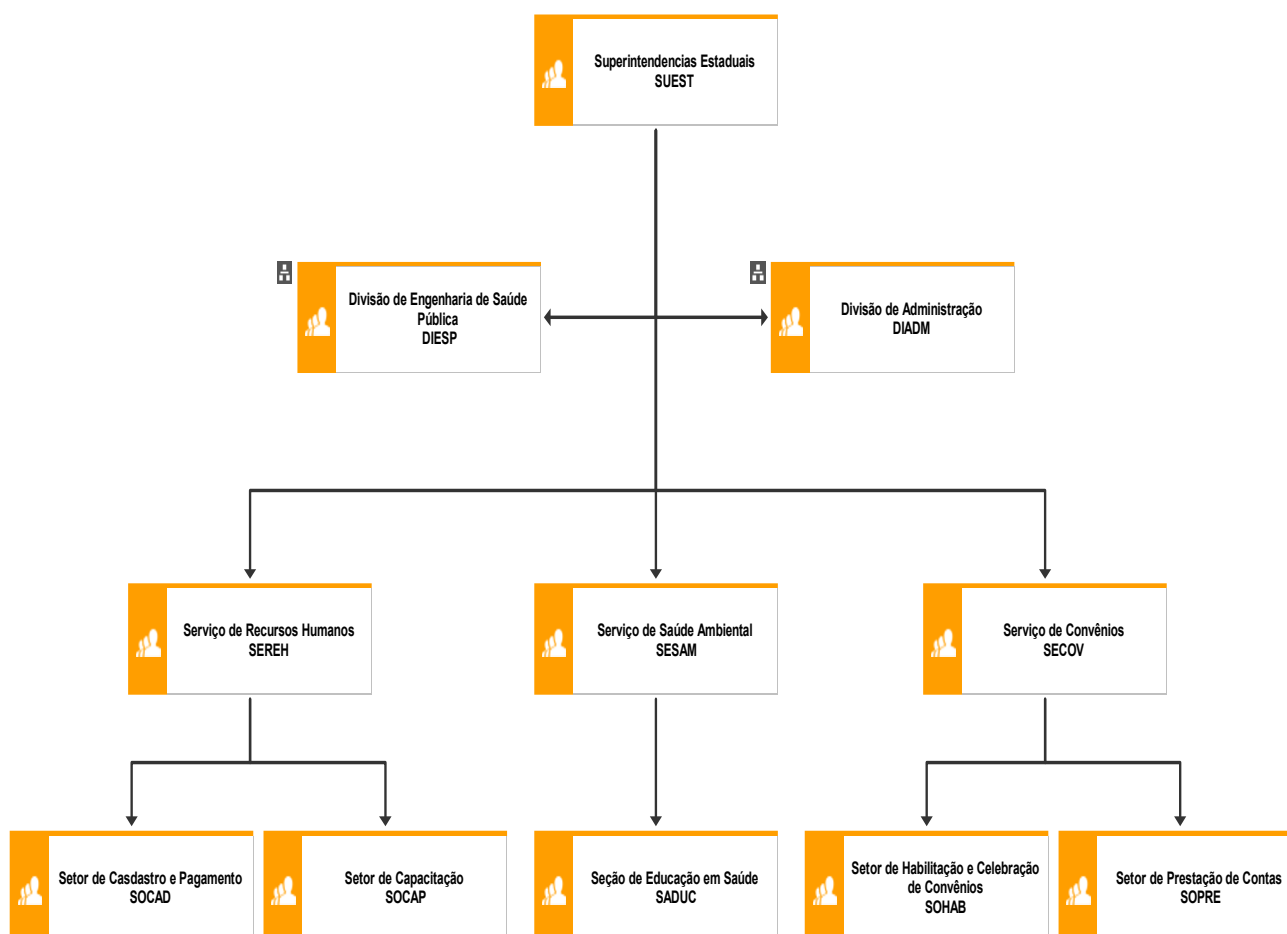 Superintendencias Estaduais
SUEST
Divisão de Engenharia de Saúde
Pública
DIESP
Divisão de Administração
DIADM
Serviço de Recursos Humanos
SEREH
Serviço de Saúde Ambiental
SESAM
Serviço de Convênios
SECOV
Setor de Casdastro e Pagamento
SOCAD
Setor de Capacitação
SOCAP
Seção de Educação em Saúde
SADUC
Setor de Habilitação e Celebração
de Convênios
SOHAB
Setor de Prestação de Contas
SOPRE